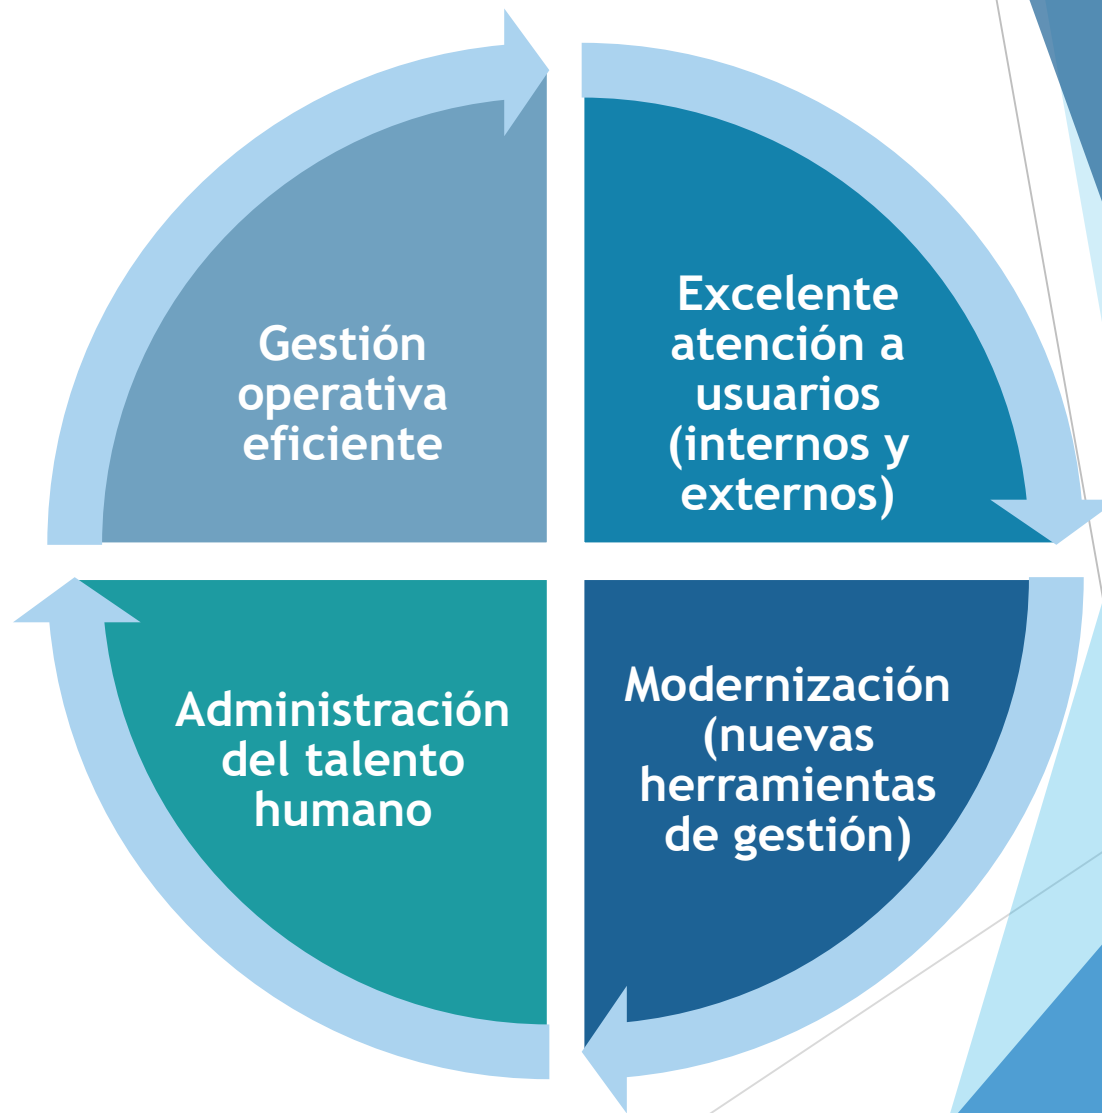 Gestión
operativa
eficiente
Excelente
atención a
usuarios
(internos y
externos)
Administración
del talento
humano
Modernización
(nuevas
herramientas
de gestión)